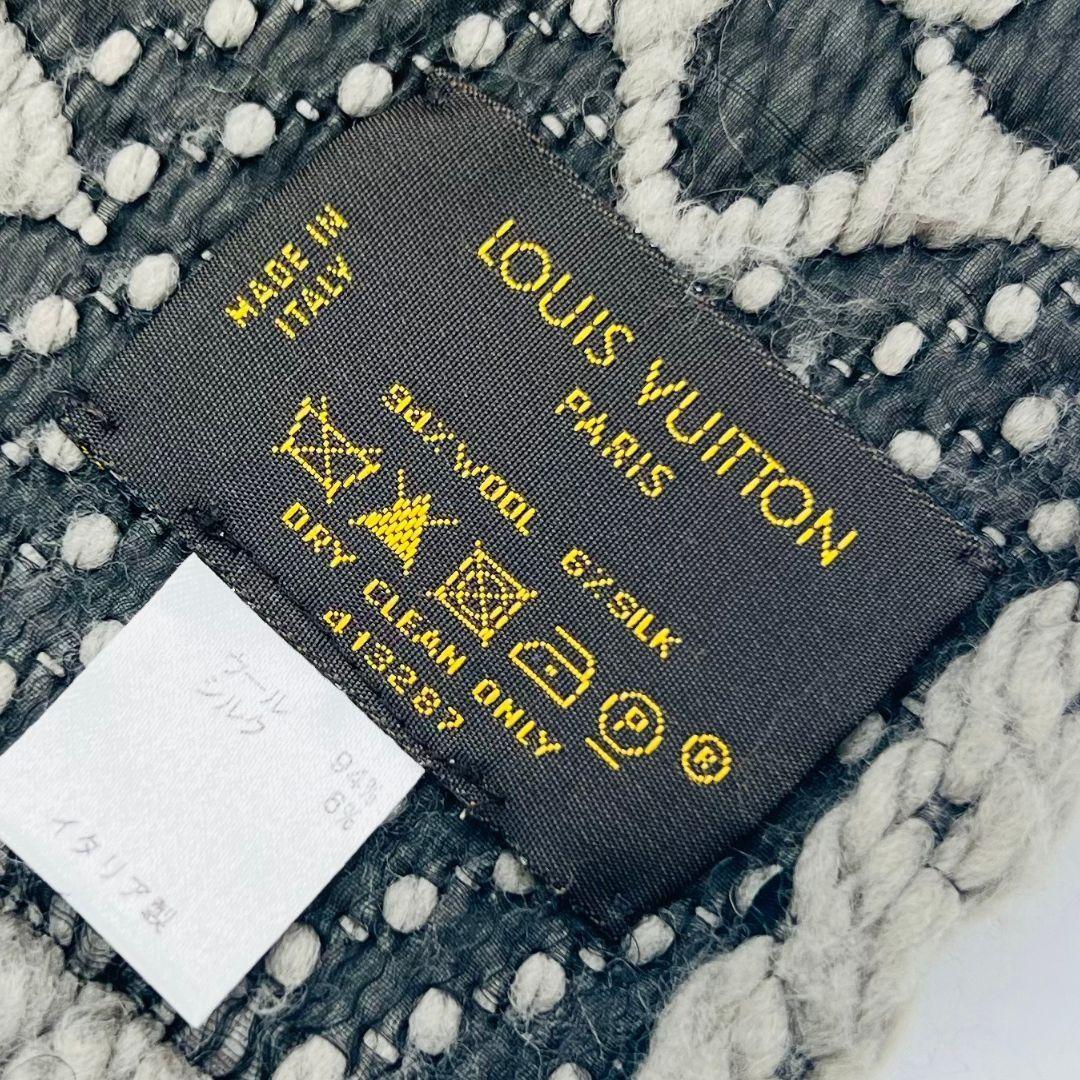 LOUIS VUITTON
PARIS
MADE IN
ITALY
94%WOOL 6%SILK
P
DRY CLEAN ONLY
413287
R
ウール 94%
シルク 6%
イタリア製